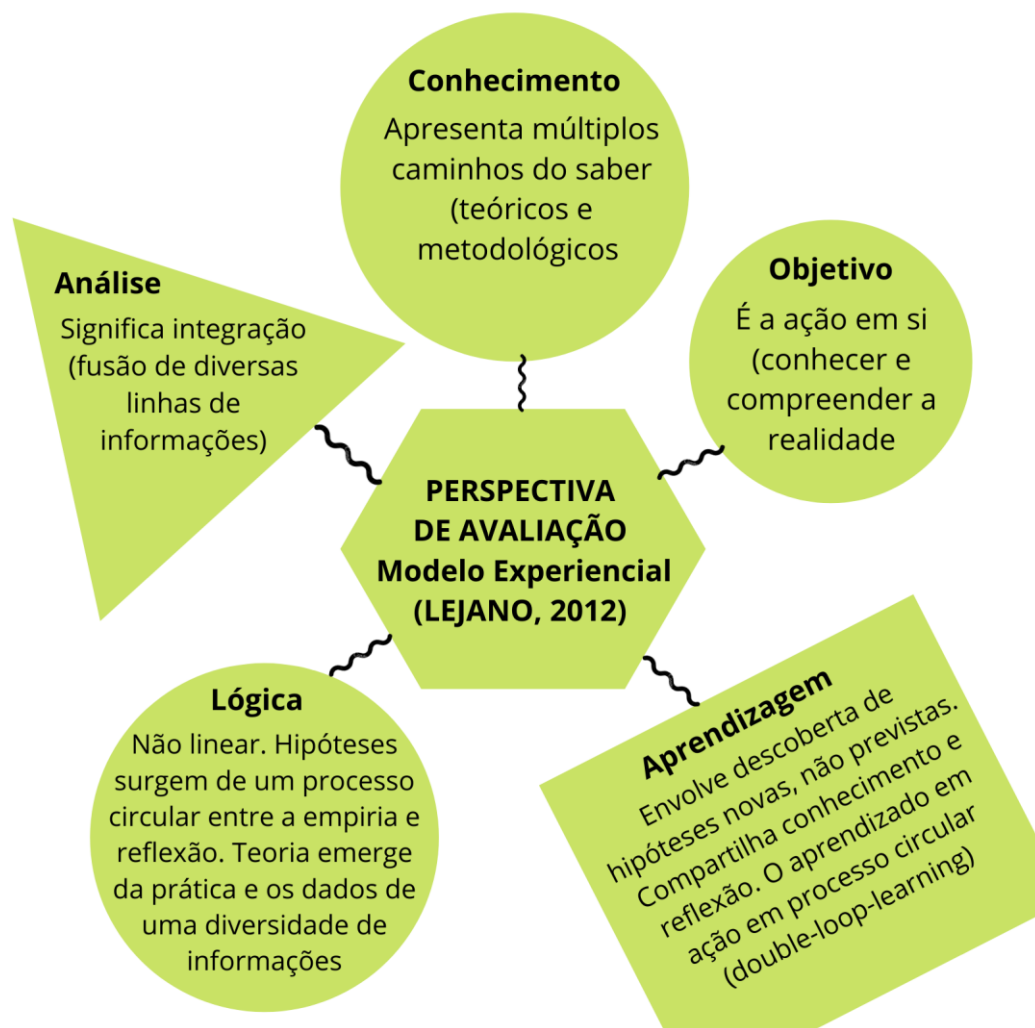 Conhecimento
Apresenta múltiplos
caminhos do saber
(teóricos e
metodológicos
Análise
Significa integração
(fusão de diversas
linhas de
informações)
Objetivo
É a ação em si
(conhecer e
compreender a
realidade
PERSPECTIVA
DE AVALIAÇÃO
Modelo Experiencial
(LEJANO, 2012)
Lógica
Não linear. Hipóteses
surgem de um processo
circular entre a empiria e
reflexão. Teoria emerge
da prática e os dados de
uma diversidade de
informações
Aprendizagem
Envolve descoberta de
hipóteses novas, não previstas.
Compartilha conhecimento e
reflexão. O aprendizado em
ação em processo circular
(double-loop-learning)